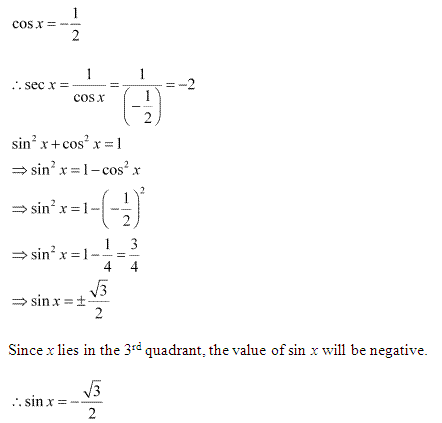 cos x = −1/2
∴ sec x = 1/cos x = 1/(−1/2) = −2
sin² x + cos² x = 1
⇒ sin² x = 1 − cos² x
⇒ sin² x = 1 − (−1/2)²
⇒ sin² x = 1 − 1/4 = 3/4
⇒ sin x = ±√3/2
Since x lies in the 3rd quadrant, the value of sin x will be negative.
∴ sin x = −√3/2